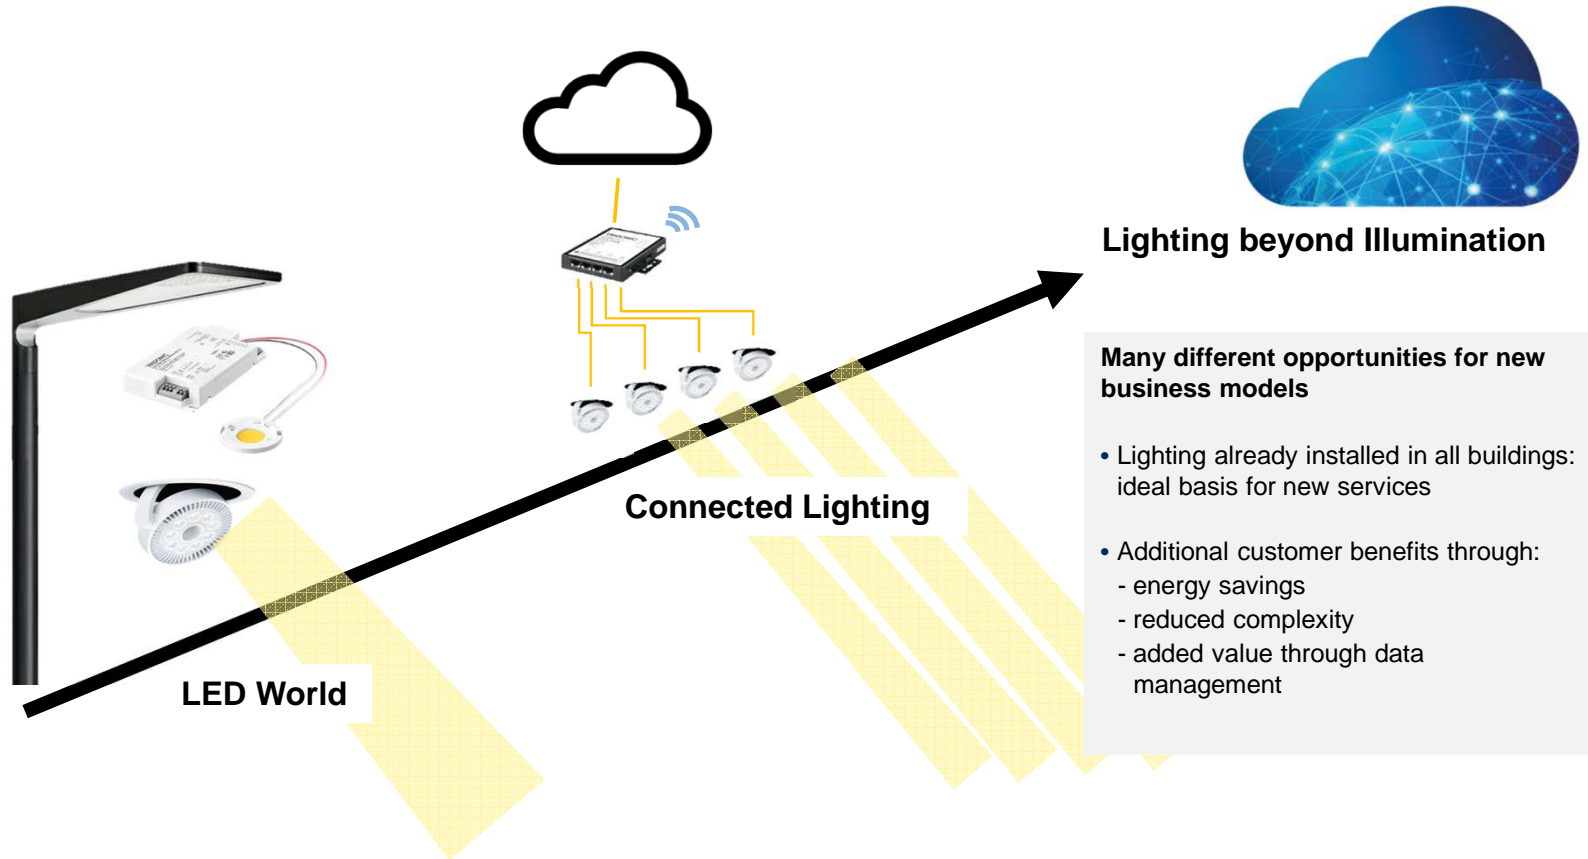 Lighting beyond Illumination
Many different opportunities for new
business models
• Lighting already installed in all buildings:
ideal basis for new services
• Additional customer benefits through:
- energy savings
- reduced complexity
- added value through data
management
Connected Lighting
LED World